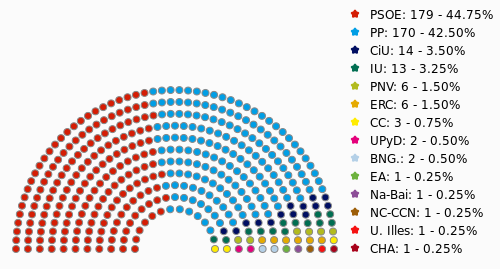 PSOE: 179 - 44.75%
PP: 170 - 42.50%
CiU: 14 - 3.50%
IU: 13 - 3.25%
PNV: 6 - 1.50%
ERC: 6 - 1.50%
CC: 3 - 0.75%
UPyD: 2 - 0.50%
BNG.: 2 - 0.50%
EA: 1 - 0.25%
Na-Bai: 1 - 0.25%
NC-CCN: 1 - 0.25%
U. Illes: 1 - 0.25%
CHA: 1 - 0.25%